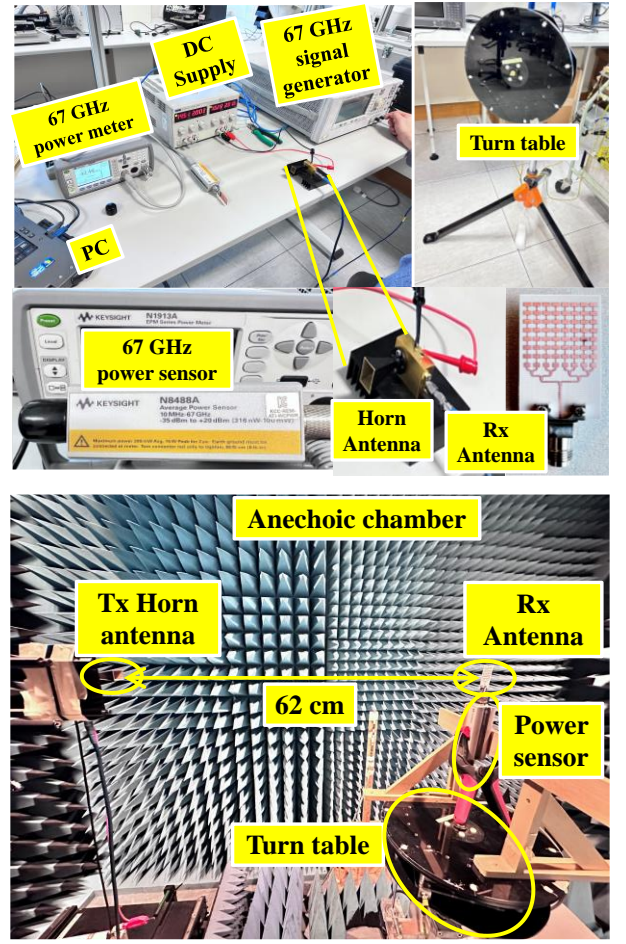 DC
Supply
67 GHz
signal
generator
67 GHz
power meter
PC
Turn table
KEYSIGHT N1913A
EPM Series Power Meter
Local
DISPLAY
67 GHz
power sensor
KEYSIGHT N8488A
Average Power Sensor
10 MHz-67 GHz
-35 dBm to +20 dBm
Horn
Antenna
Rx
Antenna
Anechoic chamber
Tx Horn
antenna
Rx
Antenna
62 cm
Power
sensor
Turn table